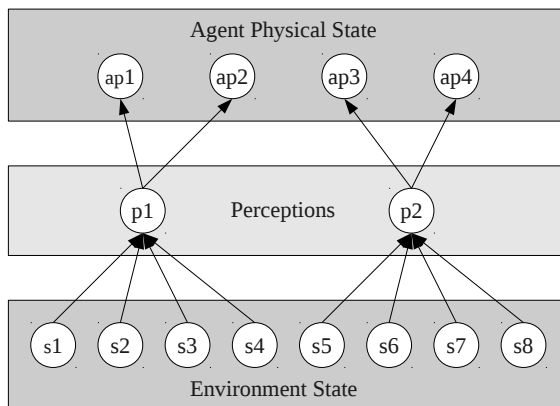 Agent Physical State
ap1 ap2 ap3 ap4
p1 Perceptions p2
s1 s2 s3 s4 s5 s6 s7 s8
Environment State